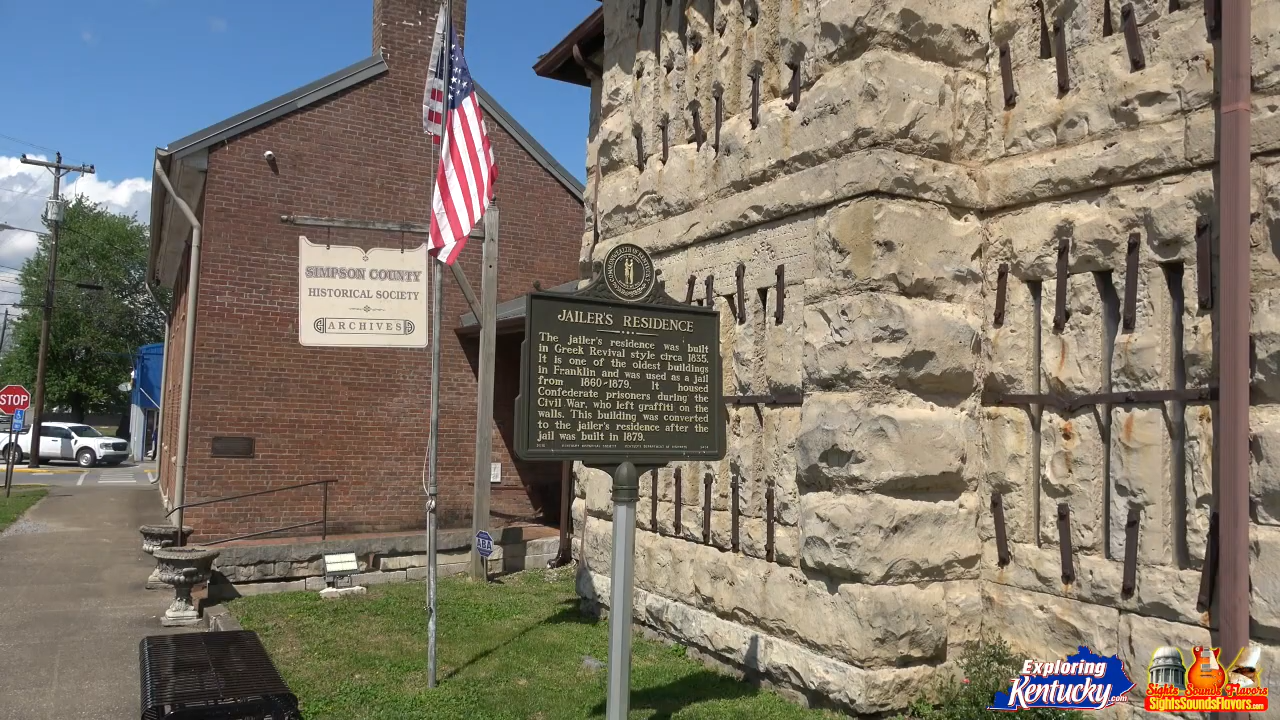 SIMPSON COUNTY
HISTORICAL SOCIETY
ARCHIVES
JAILER'S RESIDENCE
The jailer's residence was built
in Greek Revival style circa 1835.
It is one of the oldest buildings
in Franklin and was used as a jail
from 1860-1879. It housed
Confederate prisoners during the
Civil War, who left graffiti on the
walls. This building was converted
to the jailer's residence after the
jail was built in 1879.
STOP
Exploring
Kentucky.com
Sights Sounds Flavors
SightsSoundsFlavors.com